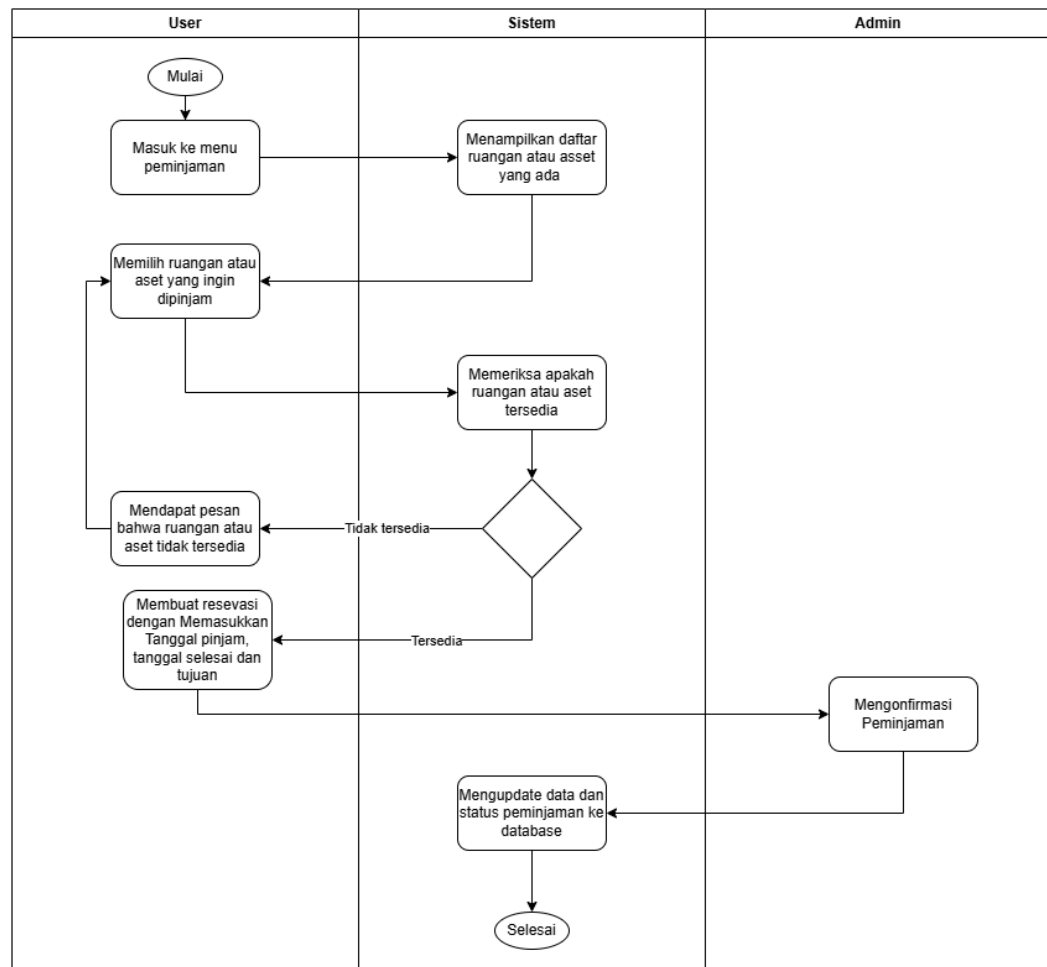 User
Sistem
Admin
Mulai
Masuk ke menu
peminjaman
Menampilkan daftar
ruangan atau asset
yang ada
Memilih ruangan atau
aset yang ingin
dipinjam
Memeriksa apakah
ruangan atau aset
tersedia
Mendapat pesan
bahwa ruangan atau
aset tidak tersedia
Tidak tersedia
Membuat resevasi
dengan Memasukkan
Tanggal pinjam,
tanggal selesai dan
tujuan
Tersedia
Mengonfirmasi
Peminjaman
Mengupdate data dan
status peminjaman ke
database
Selesai